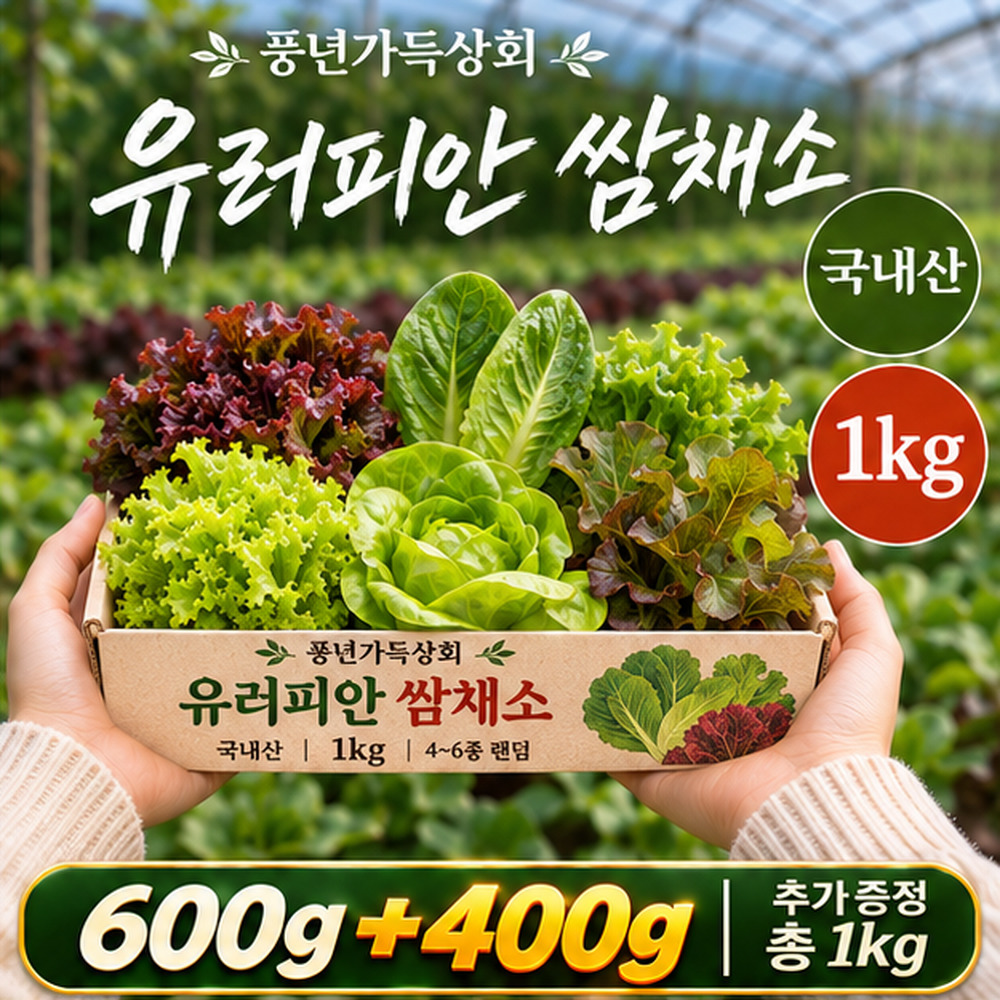 풍년가득상회
유러피안 쌈채소
국내산
1kg
풍년가득상회
유러피안 쌈채소
국내산 | 1kg | 4~6종 랜덤
600g+400g
추가 증정
총 1kg